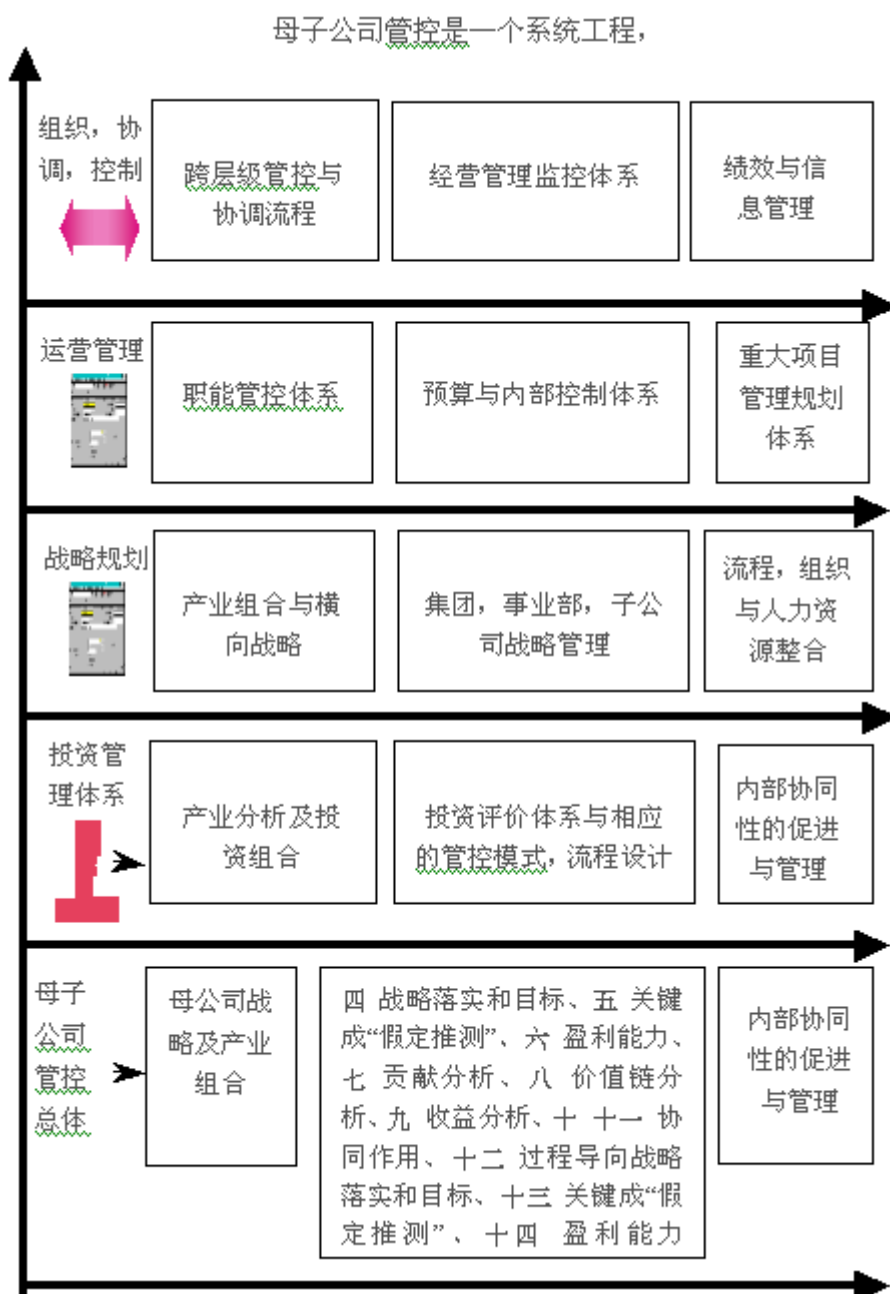 母子公司管控是一个系统工程，
组织，协
调，控制
跨层级管控与
协调流程
经营管理监控体系
绩效与信
息管理
运营管理
职能管控体系
预算与内部控制体系
重大项目
管理规划
体系
战略规划
产业组合与横
向战略
集团，事业部，子公
司战略管理
流程，组织
与人力资
源整合
投资管
理体系
产业分析及投
资组合
投资评价体系与相应
的管控模式，流程设计
内部协同
性的促进
与管理
母子
公司
管控
总体
母公司战
略及产业
组合
四 战略落实和目标、五 关键
成“假定推测”、六 盈利能力、
七 贡献分析、八 价值链分
析、九 收益分析、十 十一 协
同作用、十二 过程导向战略
落实和目标、十三 关键成“假
定推测”、十四 盈利能力
内部协同
性的促进
与管理